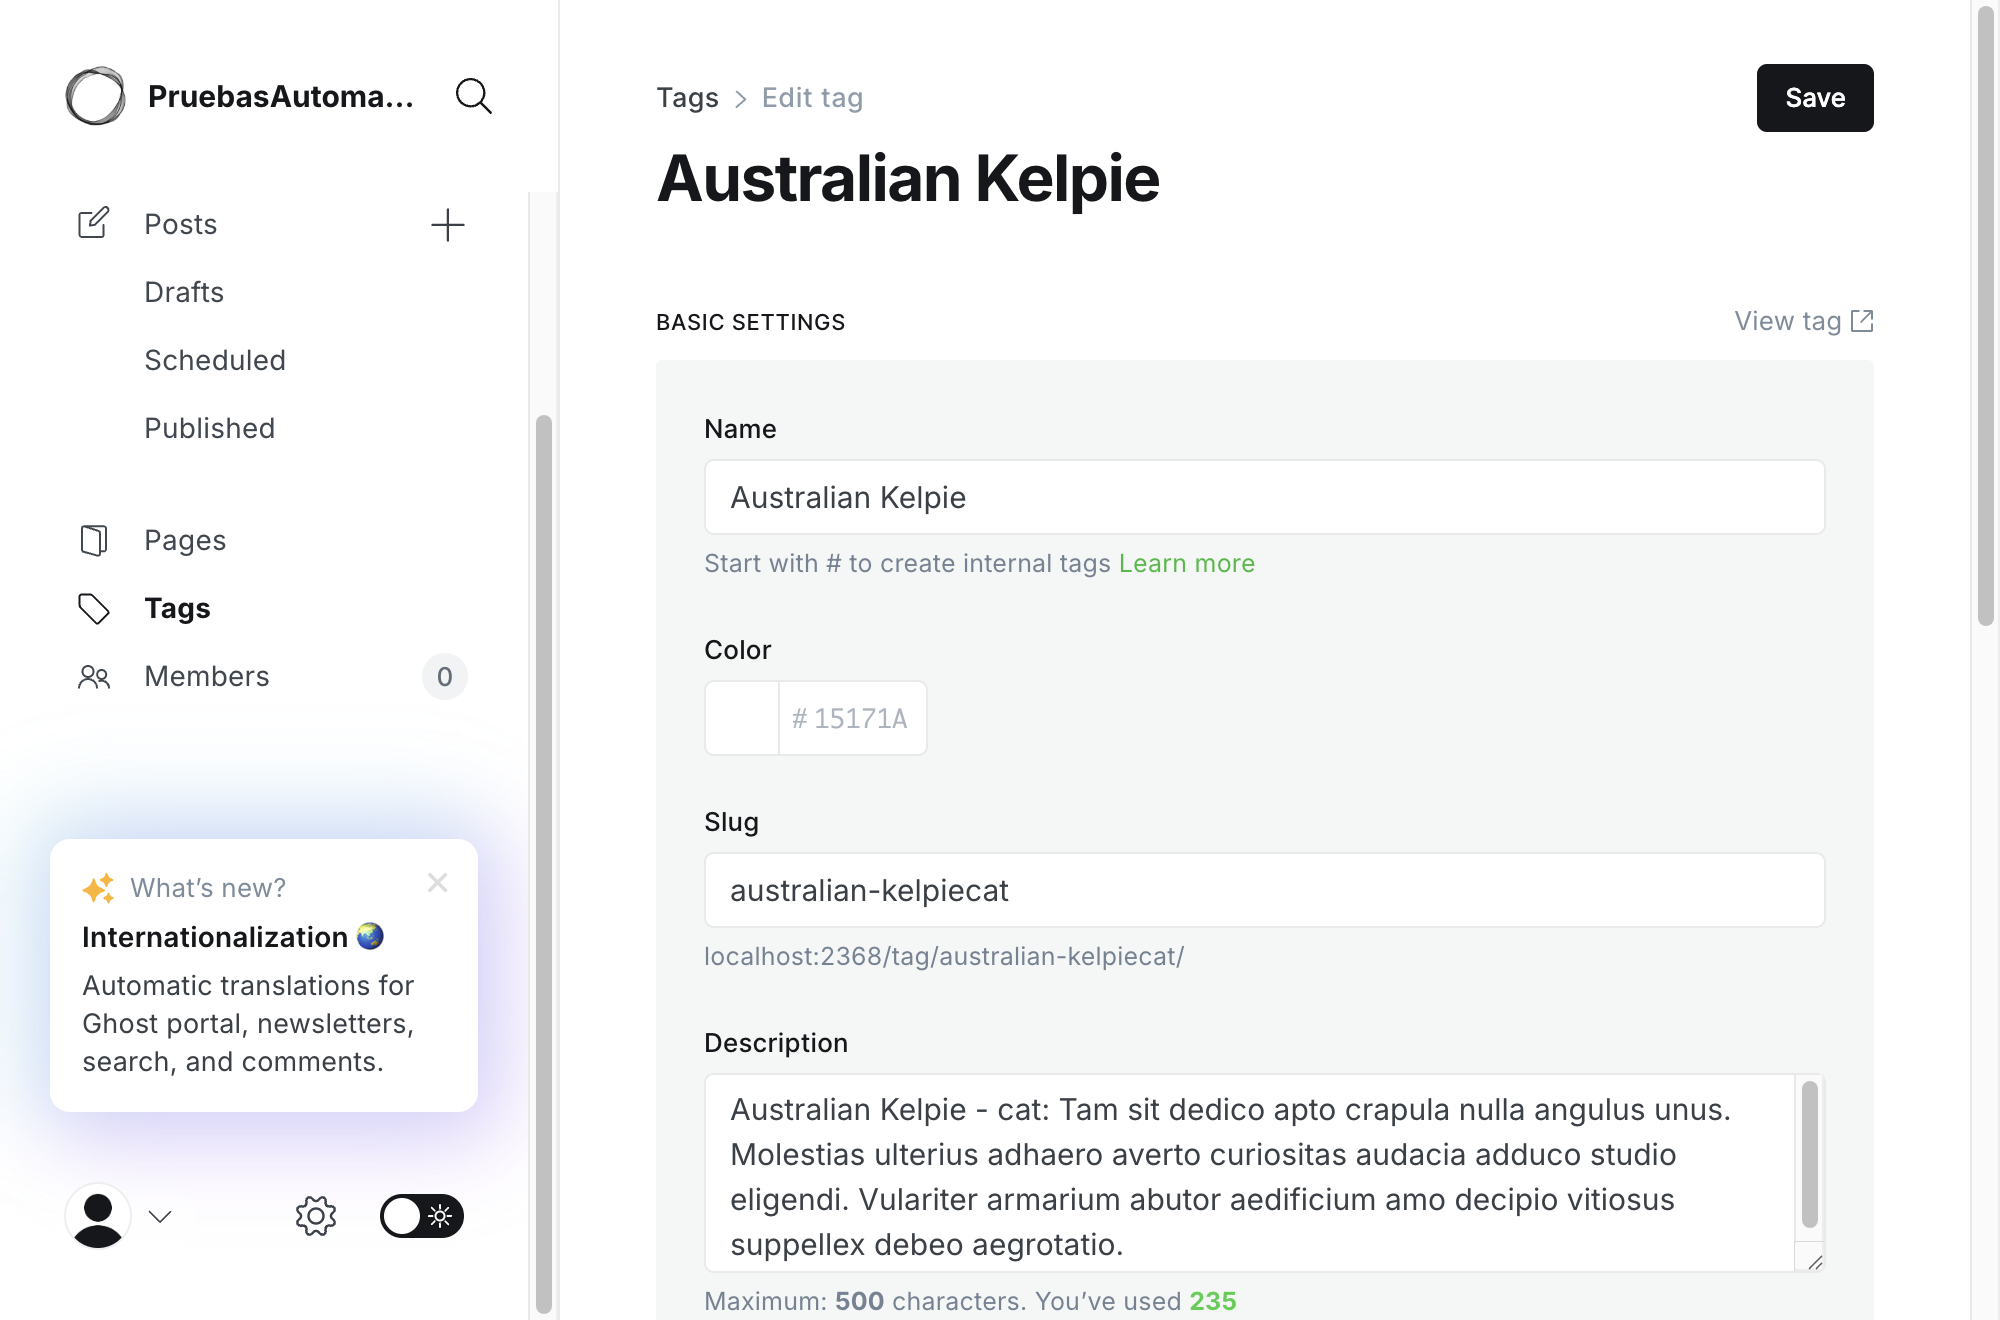 PruebasAutoma...
Posts
Drafts
Scheduled
Published
Pages
Tags
Members 0
What’s new?
Internationalization
Automatic translations for
Ghost portal, newsletters,
search, and comments.
Tags > Edit tag
Save
Australian Kelpie
BASIC SETTINGS
View tag
Name
Australian Kelpie
Start with # to create internal tags Learn more
Color
# 15171A
Slug
australian-kelpiecat
localhost:2368/tag/australian-kelpiecat/
Description
Australian Kelpie - cat: Tam sit dedico apto crapula nulla angulus unus.
Molestias ulterius adhaero averto curiositas audacia adduco studio
eligendi. Vulariter armarium abutor aedificium amo decipio vitiosus
suppellex debeo aegrotatio.
Maximum: 500 characters. You’ve used 235